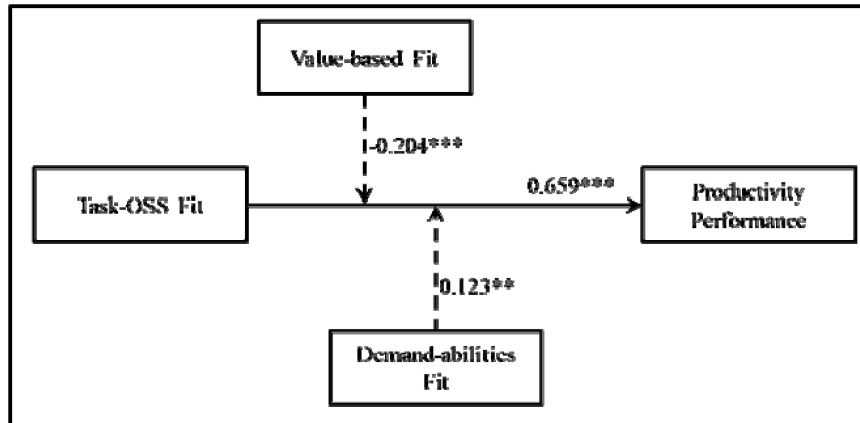 Value-based Fit
-0.204***
Task-OSS Fit
0.659***
Productivity
Performance
0.123**
Demand-abilities
Fit